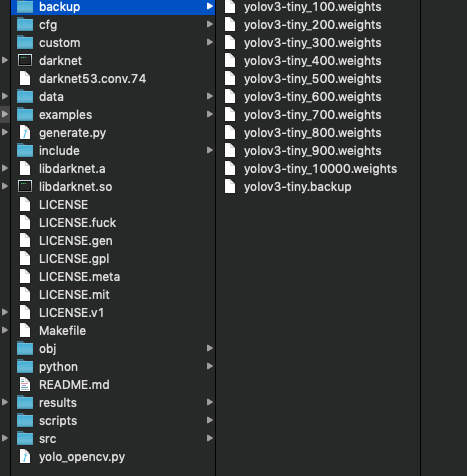 backup
cfg
custom
darknet
darknet53.conv.74
data
examples
generate.py
include
libdarknet.a
libdarknet.so
LICENSE
LICENSE.fuck
LICENSE.gen
LICENSE.gpl
LICENSE.meta
LICENSE.mit
LICENSE.v1
Makefile
obj
python
README.md
results
scripts
src
yolo_opencv.py
yolov3-tiny_100.weights
yolov3-tiny_200.weights
yolov3-tiny_300.weights
yolov3-tiny_400.weights
yolov3-tiny_500.weights
yolov3-tiny_600.weights
yolov3-tiny_700.weights
yolov3-tiny_800.weights
yolov3-tiny_900.weights
yolov3-tiny_10000.weights
yolov3-tiny.backup